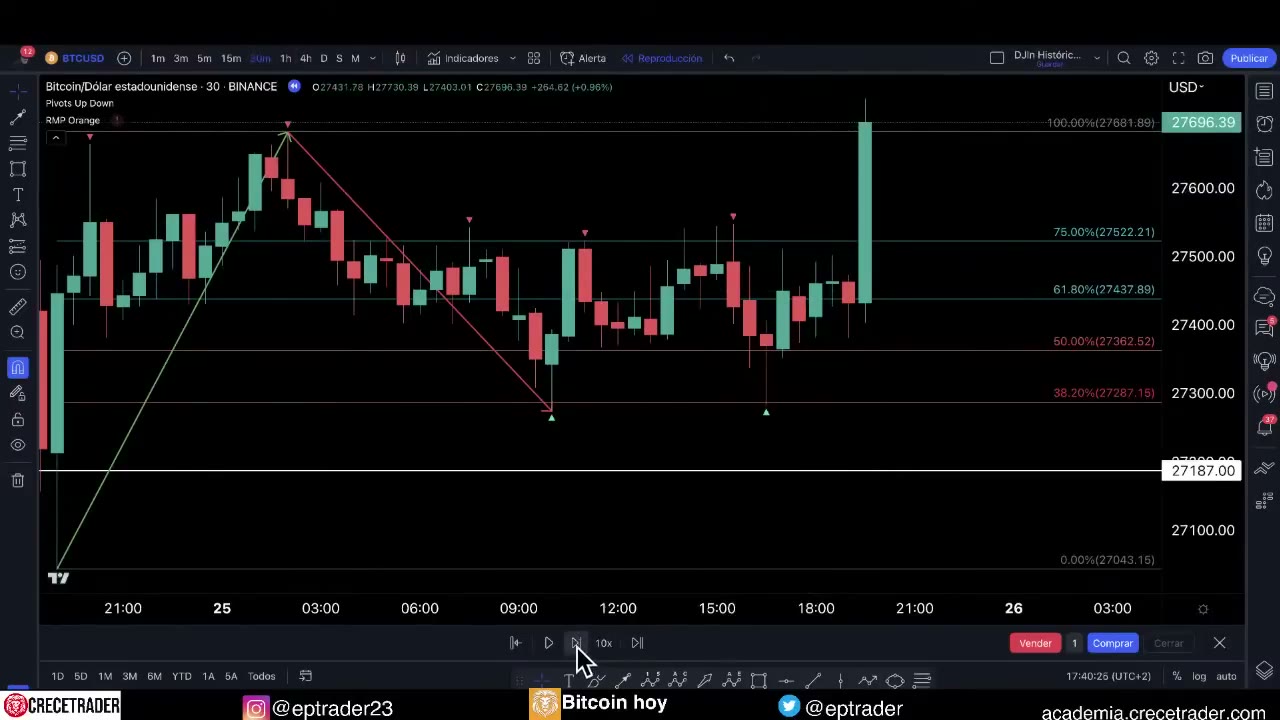 12
BTCUSD
1m 3m 5m 15m 30m 1h 4h D S M
Indicadores
Alerta
Reproducción
DJIn Históric...
Guardar
Publicar
Bitcoin/Dólar estadounidense · 30 · BINANCE
O27431.78 H27730.39 L27403.01 C27696.39 +264.62 (+0.96%)
USD
Pivots Up Down
RMP Orange
100.00%(27681.89)
27696.39
27600.00
75.00%(27522.21)
27500.00
61.80%(27437.89)
27400.00
50.00%(27362.52)
38.20%(27287.15)
27300.00
27187.00
27100.00
0.00%(27043.15)
5
37
21:00 25 03:00 06:00 09:00 12:00 15:00 18:00 21:00 26 03:00
10x
Vender 1 Comprar Cerrar
1D 5D 1M 3M 6M YTD 1A 5A Todos
17:40:25 (UTC+2) % log auto
CRECETRADER
@eptrader23
Bitcoin hoy
@eptrader
academia.crecetrader.com